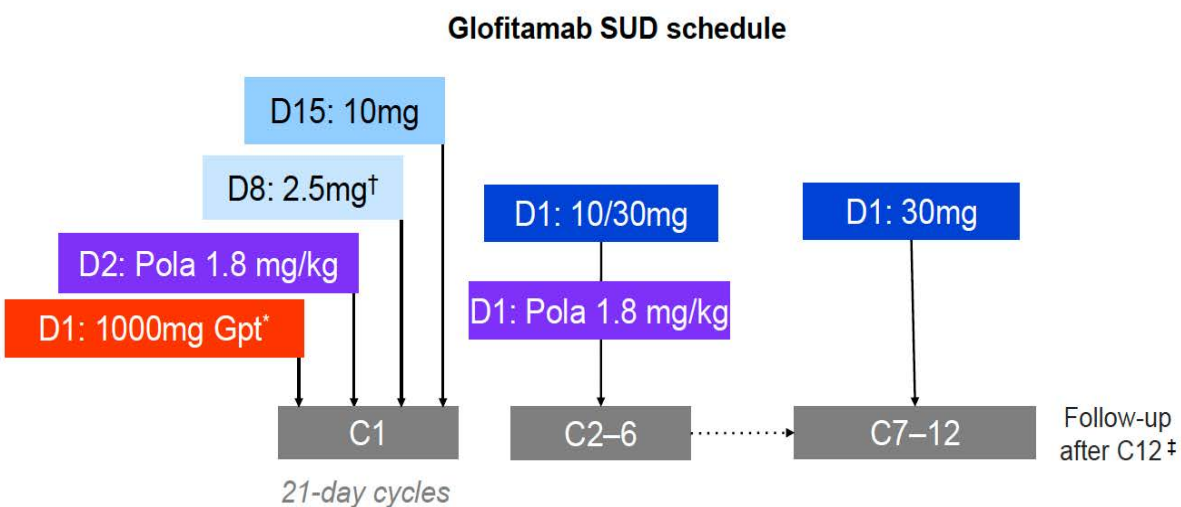 Glofitamab SUD schedule
D15: 10mg
D8: 2.5mg†
D2: Pola 1.8 mg/kg
D1: 1000mg Gpt*
D1: 10/30mg
D1: Pola 1.8 mg/kg
D1: 30mg
C1
C2–6
C7–12
Follow-up
after C12‡
21-day cycles